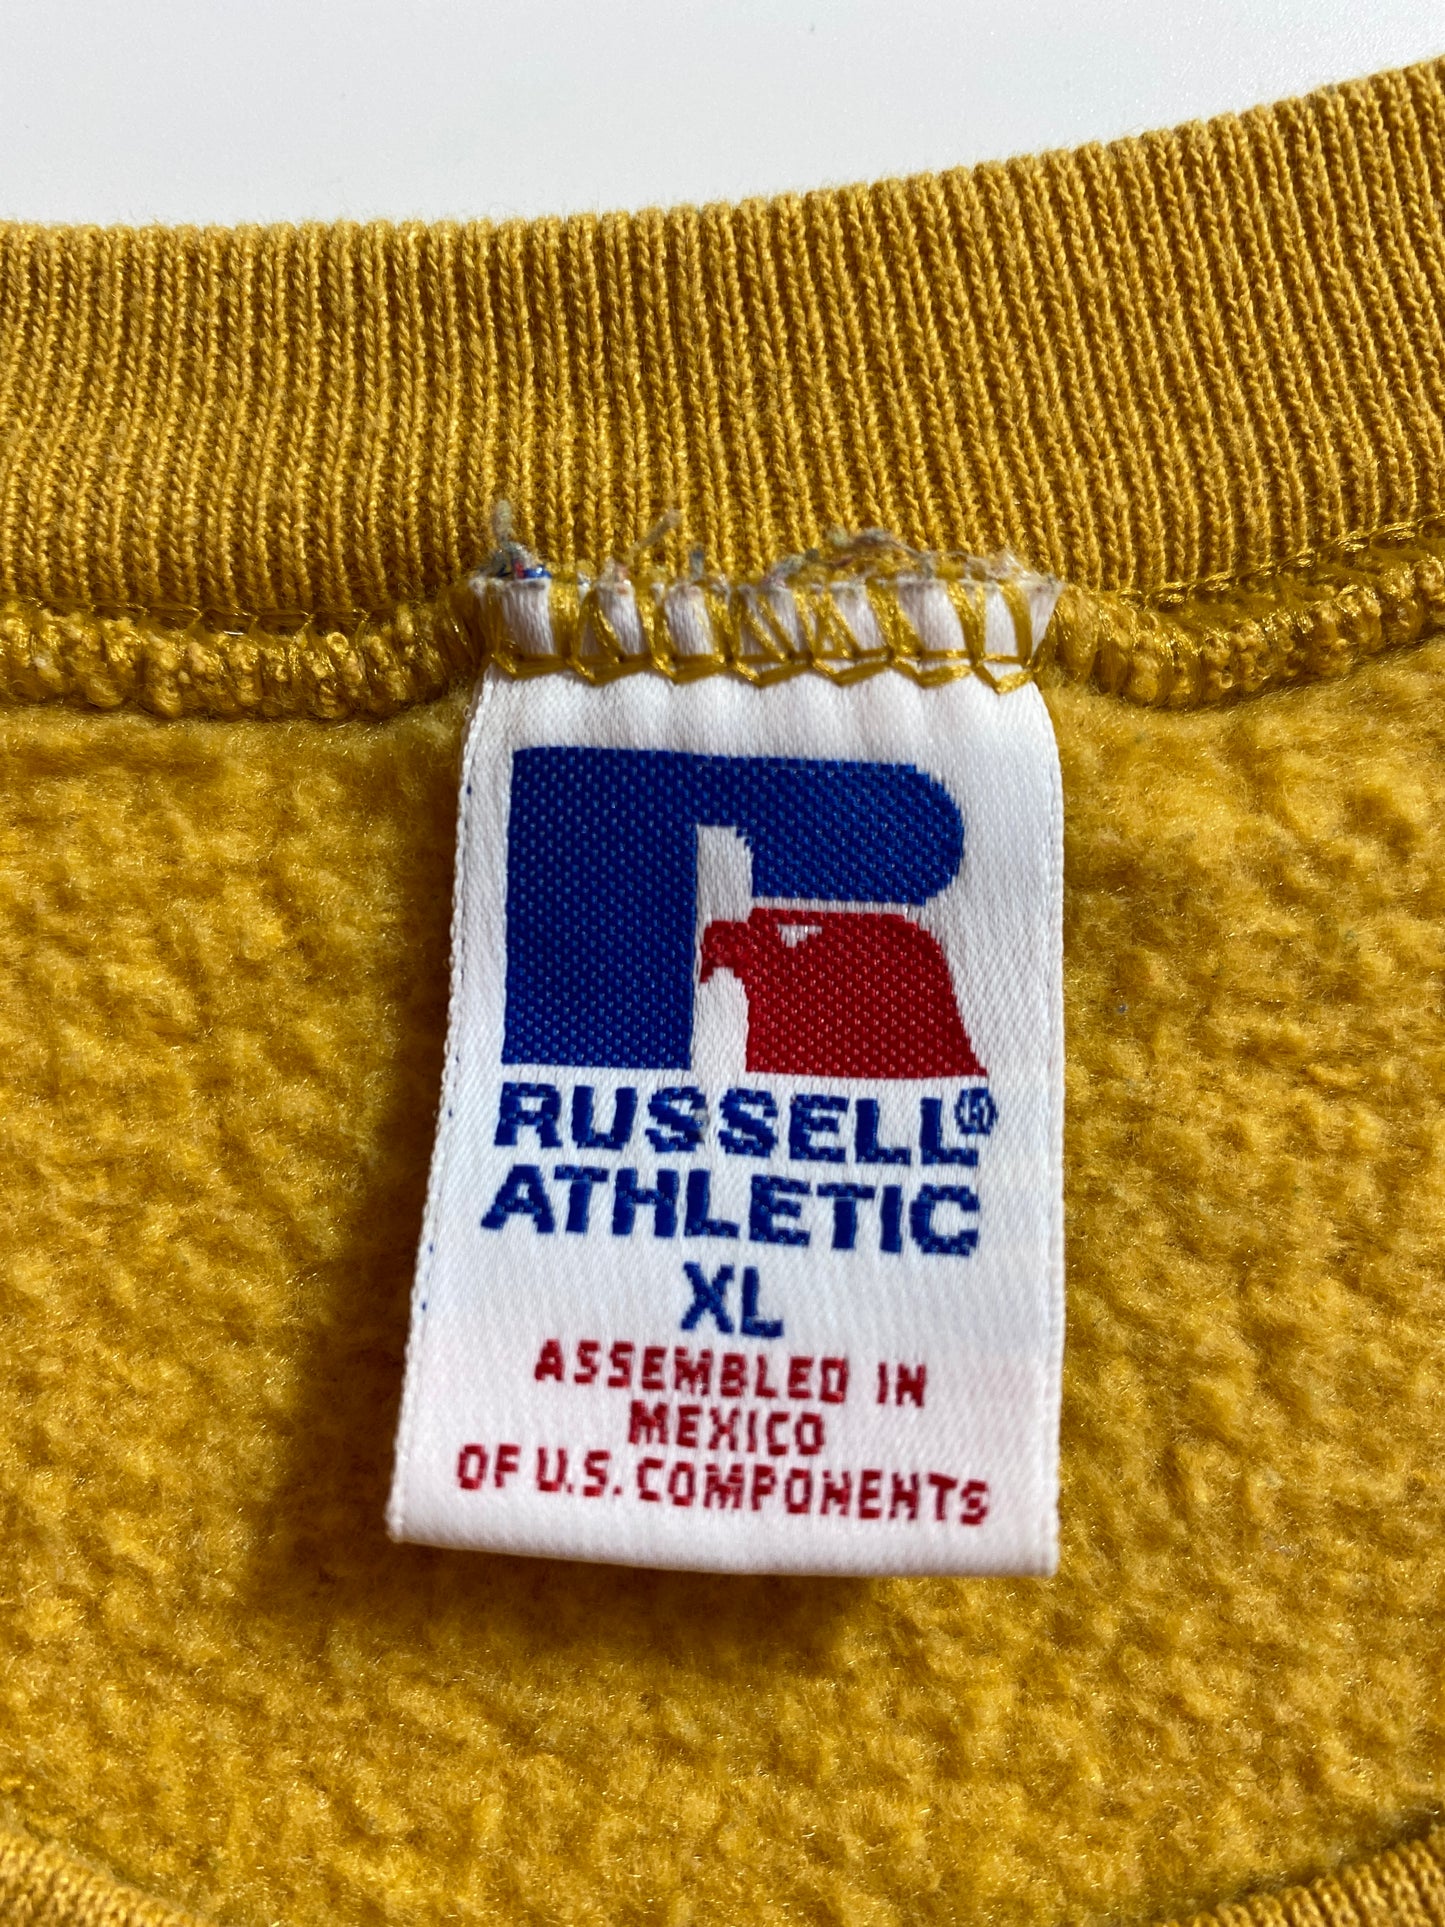 RUSSELL®
ATHLETIC
XL
ASSEMBLED IN
MEXICO
OF U.S. COMPONENTS